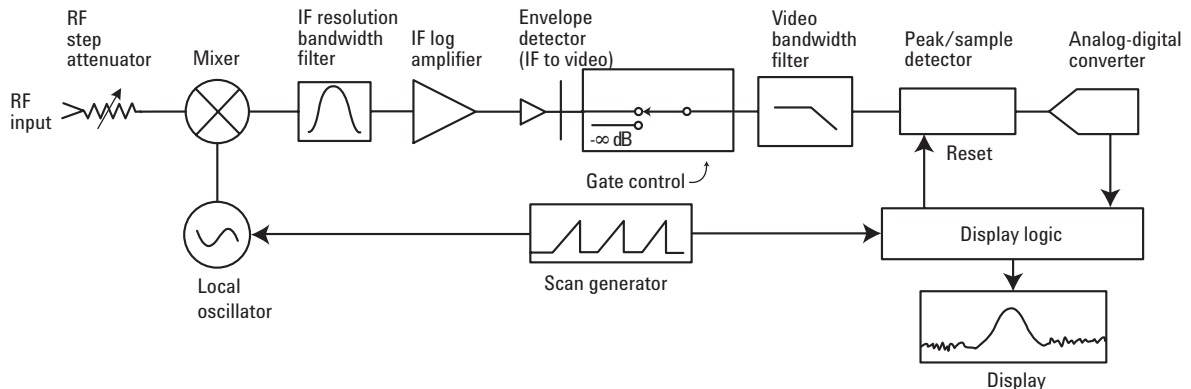 RF
step
attenuator
Mixer
IF resolution
bandwidth
filter
IF log
amplifier
Envelope
detector
(IF to video)
Video
bandwidth
filter
Peak/sample
detector
Analog-digital
converter
RF
input
-∞ dB
Gate control
Reset
Scan generator
Display logic
Local
oscillator
Display